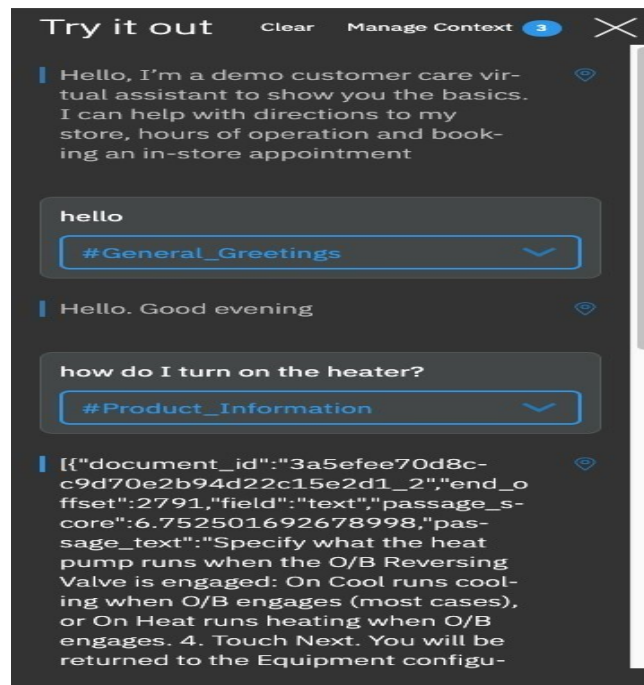 Try it out Clear Manage Context 3
Hello, I'm a demo customer care vir-
tual assistant to show you the basics.
I can help with directions to my
store, hours of operation and book-
ing an in-store appointment
hello
#General_Greetings
Hello. Good evening
how do I turn on the heater?
#Product_Information
[{"document_id":"3a5efee70d8c-
c9d70e2b94d22c15e2d1_2","end_o
ffset":2791,"field":"text","passage_s-
core":6.752501692678998,"pas-
sage_text":"Specify what the heat
pump runs when the O/B Reversing
Valve is engaged: On Cool runs cool-
ing when O/B engages (most cases),
or On Heat runs heating when O/B
engages. 4. Touch Next. You will be
returned to the Equipment configu-